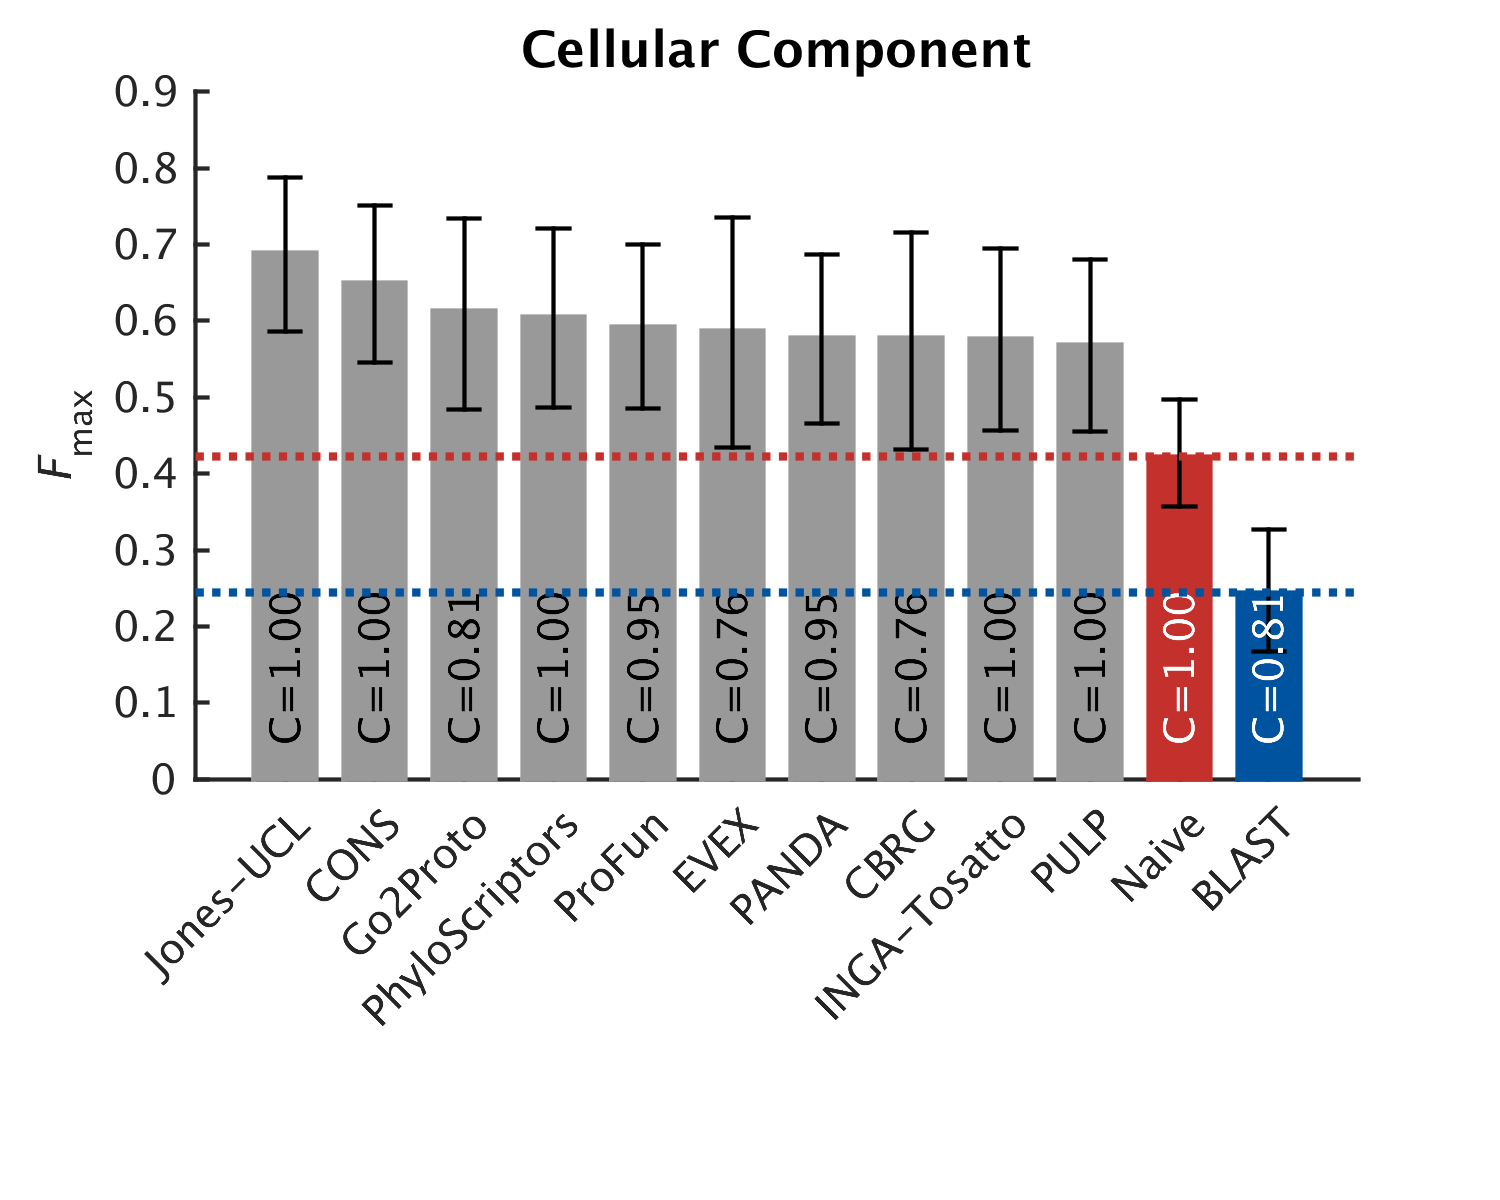 Cellular Component
0.9
0.8
0.7
0.6
0.5
0.4
0.3
0.2
0.1
0
Fmax
C=1.00
C=1.00
C=0.81
C=1.00
C=0.95
C=0.76
C=0.95
C=0.76
C=1.00
C=1.00
C=1.00
C=0.81
Jones-UCL
CONS
Go2Proto
PhyloScriptors
ProFun
EVEX
PANDA
CBRG
INGA-Tosatto
PULP
Naive
BLAST